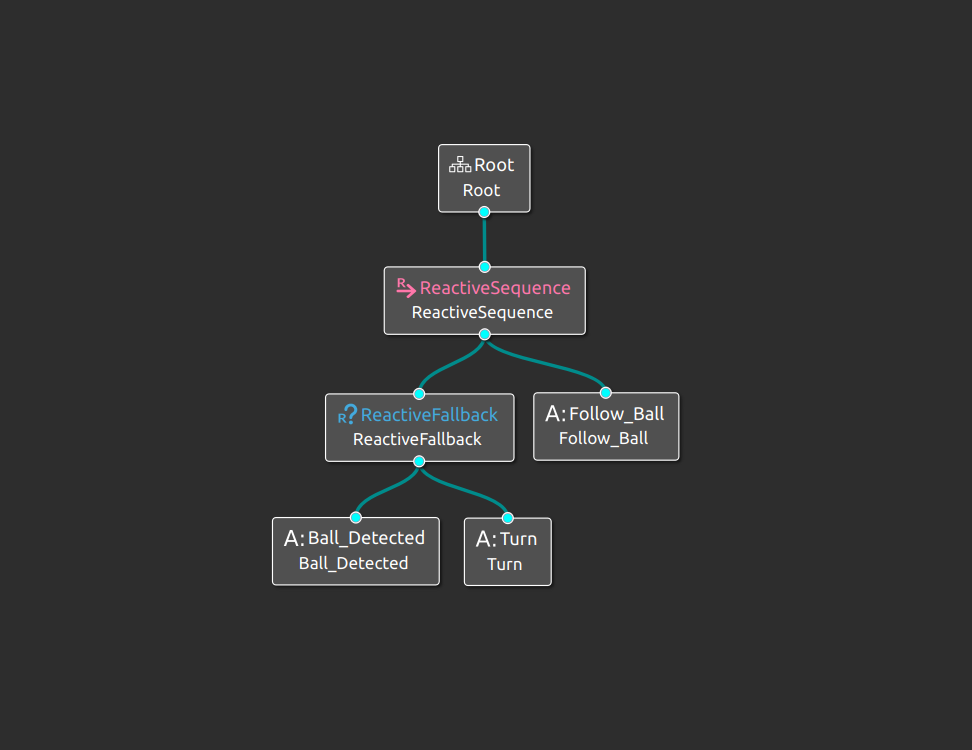 Root
Root
R ReactiveSequence
ReactiveSequence
R? ReactiveFallback
ReactiveFallback
A: Follow_Ball
Follow_Ball
A: Ball_Detected
Ball_Detected
A: Turn
Turn